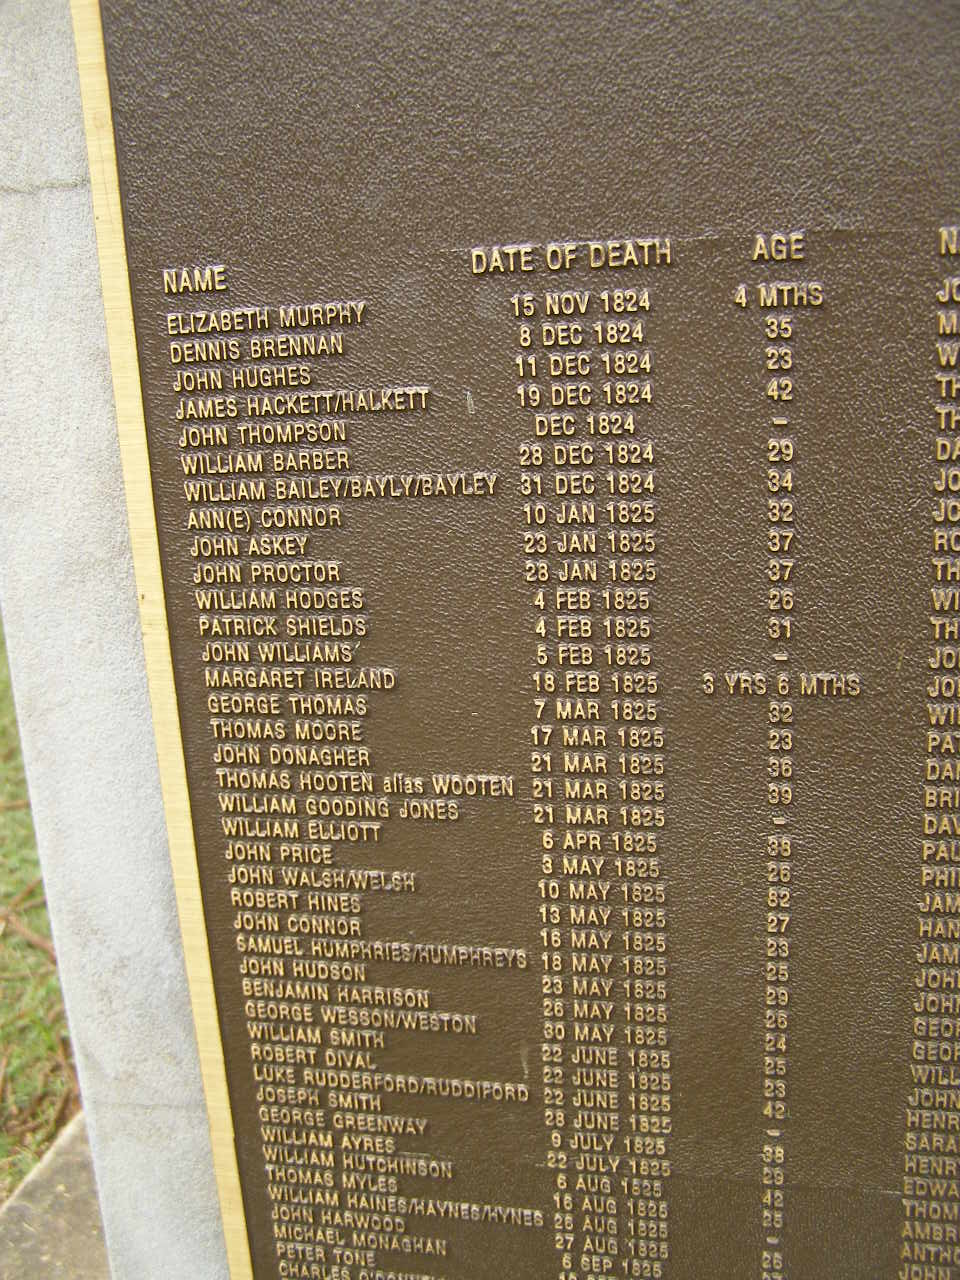 NAME DATE OF DEATH AGE
ELIZABETH MURPHY 15 NOV 1824 4 MTHS
DENNIS BRENNAN 8 DEC 1824 35
JOHN HUGHES 11 DEC 1824 23
JAMES HACKETT/HALKETT 19 DEC 1824 42
JOHN THOMPSON DEC 1824 –
WILLIAM BARBER 28 DEC 1824 29
WILLIAM BAILEY/BAYLY/BAYLEY 31 DEC 1824 34
ANN(E) CONNOR 10 JAN 1825 32
JOHN ASKEY 23 JAN 1825 37
JOHN PROCTOR 28 JAN 1825 37
WILLIAM HODGES 4 FEB 1825 26
PATRICK SHIELDS 4 FEB 1825 31
JOHN WILLIAMS 5 FEB 1825 –
MARGARET IRELAND 18 FEB 1825 3 YRS 6 MTHS
GEORGE THOMAS 7 MAR 1825 32
THOMAS MOORE 17 MAR 1825 23
JOHN DONAGHER 21 MAR 1825 36
THOMAS HOOTEN alias WOOTEN 21 MAR 1825 39
WILLIAM GOODING JONES 21 MAR 1825 –
WILLIAM ELLIOTT 6 APR 1825 38
JOHN PRICE 3 MAY 1825 26
JOHN WALSH/WELSH 10 MAY 1825 32
ROBERT HINES 13 MAY 1825 27
JOHN CONNOR 16 MAY 1825 23
SAMUEL HUMPHRIES/HUMPHREYS 18 MAY 1825 25
JOHN HUDSON 23 MAY 1825 29
BENJAMIN HARRISON 26 MAY 1825 26
GEORGE WESSON/WESTON 30 MAY 1825 24
WILLIAM SMITH 22 JUNE 1825 25
ROBERT DIVAL 22 JUNE 1825 23
LUKE RUDDERFORD/RUDDIFORD 22 JUNE 1825 42
JOSEPH SMITH 28 JUNE 1825 –
GEORGE GREENWAY 9 JULY 1825 38
WILLIAM AYRES 22 JULY 1825 29
WILLIAM HUTCHINSON 6 AUG 1825 42
THOMAS MYLES 16 AUG 1825 25
WILLIAM HAINES/HAYNES/HYNES 25 AUG 1825 –
JOHN HARWOOD 27 AUG 1825 26
MICHAEL MONAGHAN 6 SEP 1825
PETER TONE
CHARLES